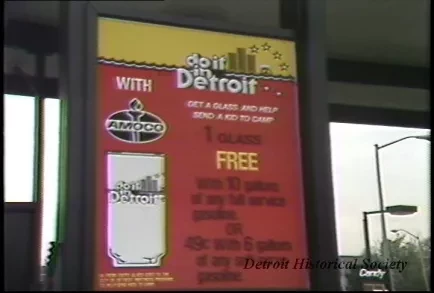 do it
in
Detroit
WITH
GET A GLASS AND HELP
SEND A KID TO CAMP
AMOCO
1 GLASS
FREE
With 10 gallons
of any full service
gasoline.
OR
49¢ With 6 gallons
of any
gasoline.
do it
in
Detroit
Detroit Historical Society
Candy